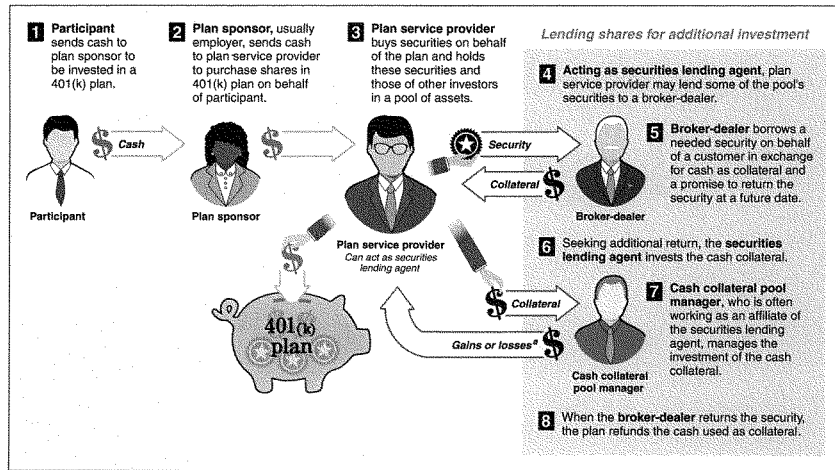 1 Participant
sends cash to
plan sponsor to
be invested in a
401(k) plan.
2 Plan sponsor, usually
employer, sends cash
to plan service provider
to purchase shares in
401(k) plan on behalf
of participant.
3 Plan service provider
buys securities on behalf
of the plan and holds
these securities and
those of other investors
in a pool of assets.
Lending shares for additional investment
4 Acting as securities lending agent, plan
service provider may lend some of the pool's
securities to a broker-dealer.
$ Cash
$
Security
Collateral $
5 Broker-dealer borrows a
needed security on behalf
of a customer in exchange
for cash as collateral and
a promise to return the
security at a future date.
Participant
Plan sponsor
Plan service provider
Can act as securities
lending agent
Broker-dealer
6 Seeking additional return, the securities
lending agent invests the cash collateral.
$
401(k)
plan
$ Collateral
Gains or losses a $
7 Cash collateral pool
manager, who is often
working as an affiliate of
the securities lending
agent, manages the
investment of the cash
collateral.
Cash collateral
pool manager
8 When the broker-dealer returns the security,
the plan refunds the cash used as collateral.